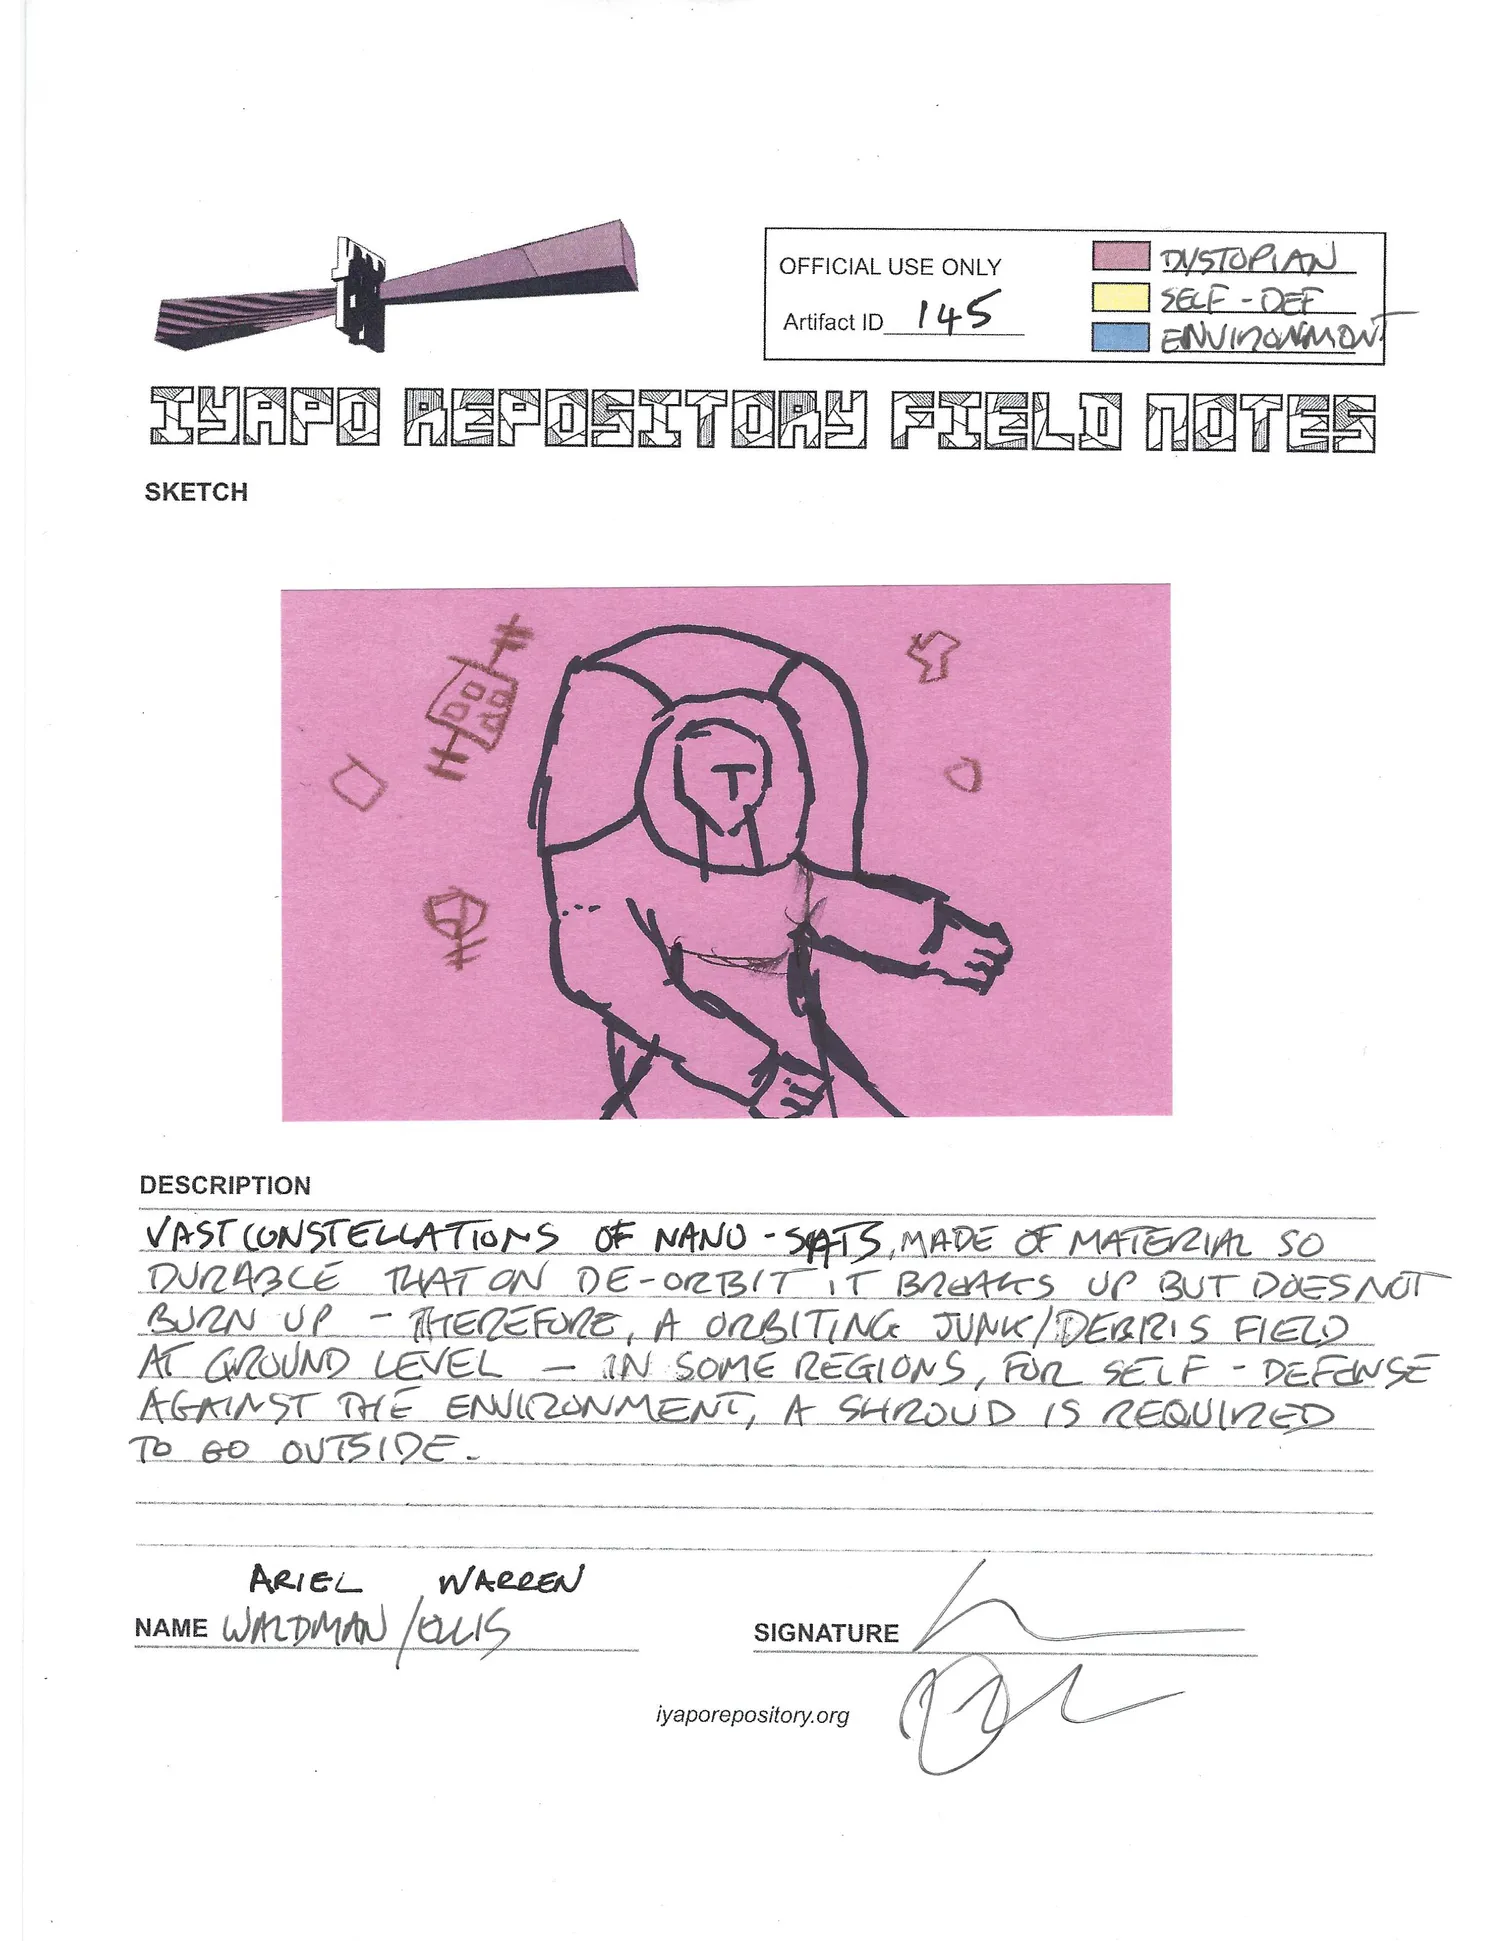 OFFICIAL USE ONLY
Artifact ID 145
DYSTOPIAN
SELF - DEF
ENVIRONMENT
IYAPO REPOSITORY FIELD NOTES
SKETCH
DESCRIPTION
VAST CONSTELLATIONS OF NANO - SATS, MADE OF MATERIAL SO
DURABLE THAT ON DE-ORBIT IT BREAKS UP BUT DOES NOT
BURN UP - THEREFORE, A ORBITING JUNK/DEBRIS FIELD
AT GROUND LEVEL — IN SOME REGIONS, FOR SELF - DEFENSE
AGAINST THE ENVIRONMENT, A SHROUD IS REQUIRED
TO GO OUTSIDE.
ARIEL WARREN
NAME WALDMAN/ELLIS
SIGNATURE
iyaporepository.org